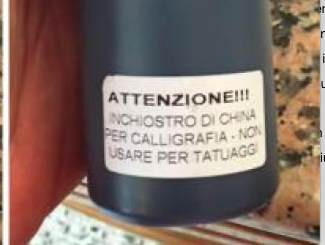 ATTENZIONE!!!
INCHIOSTRO DI CHINA
PER CALLIGRAFIA - NON
USARE PER TATUAGGI